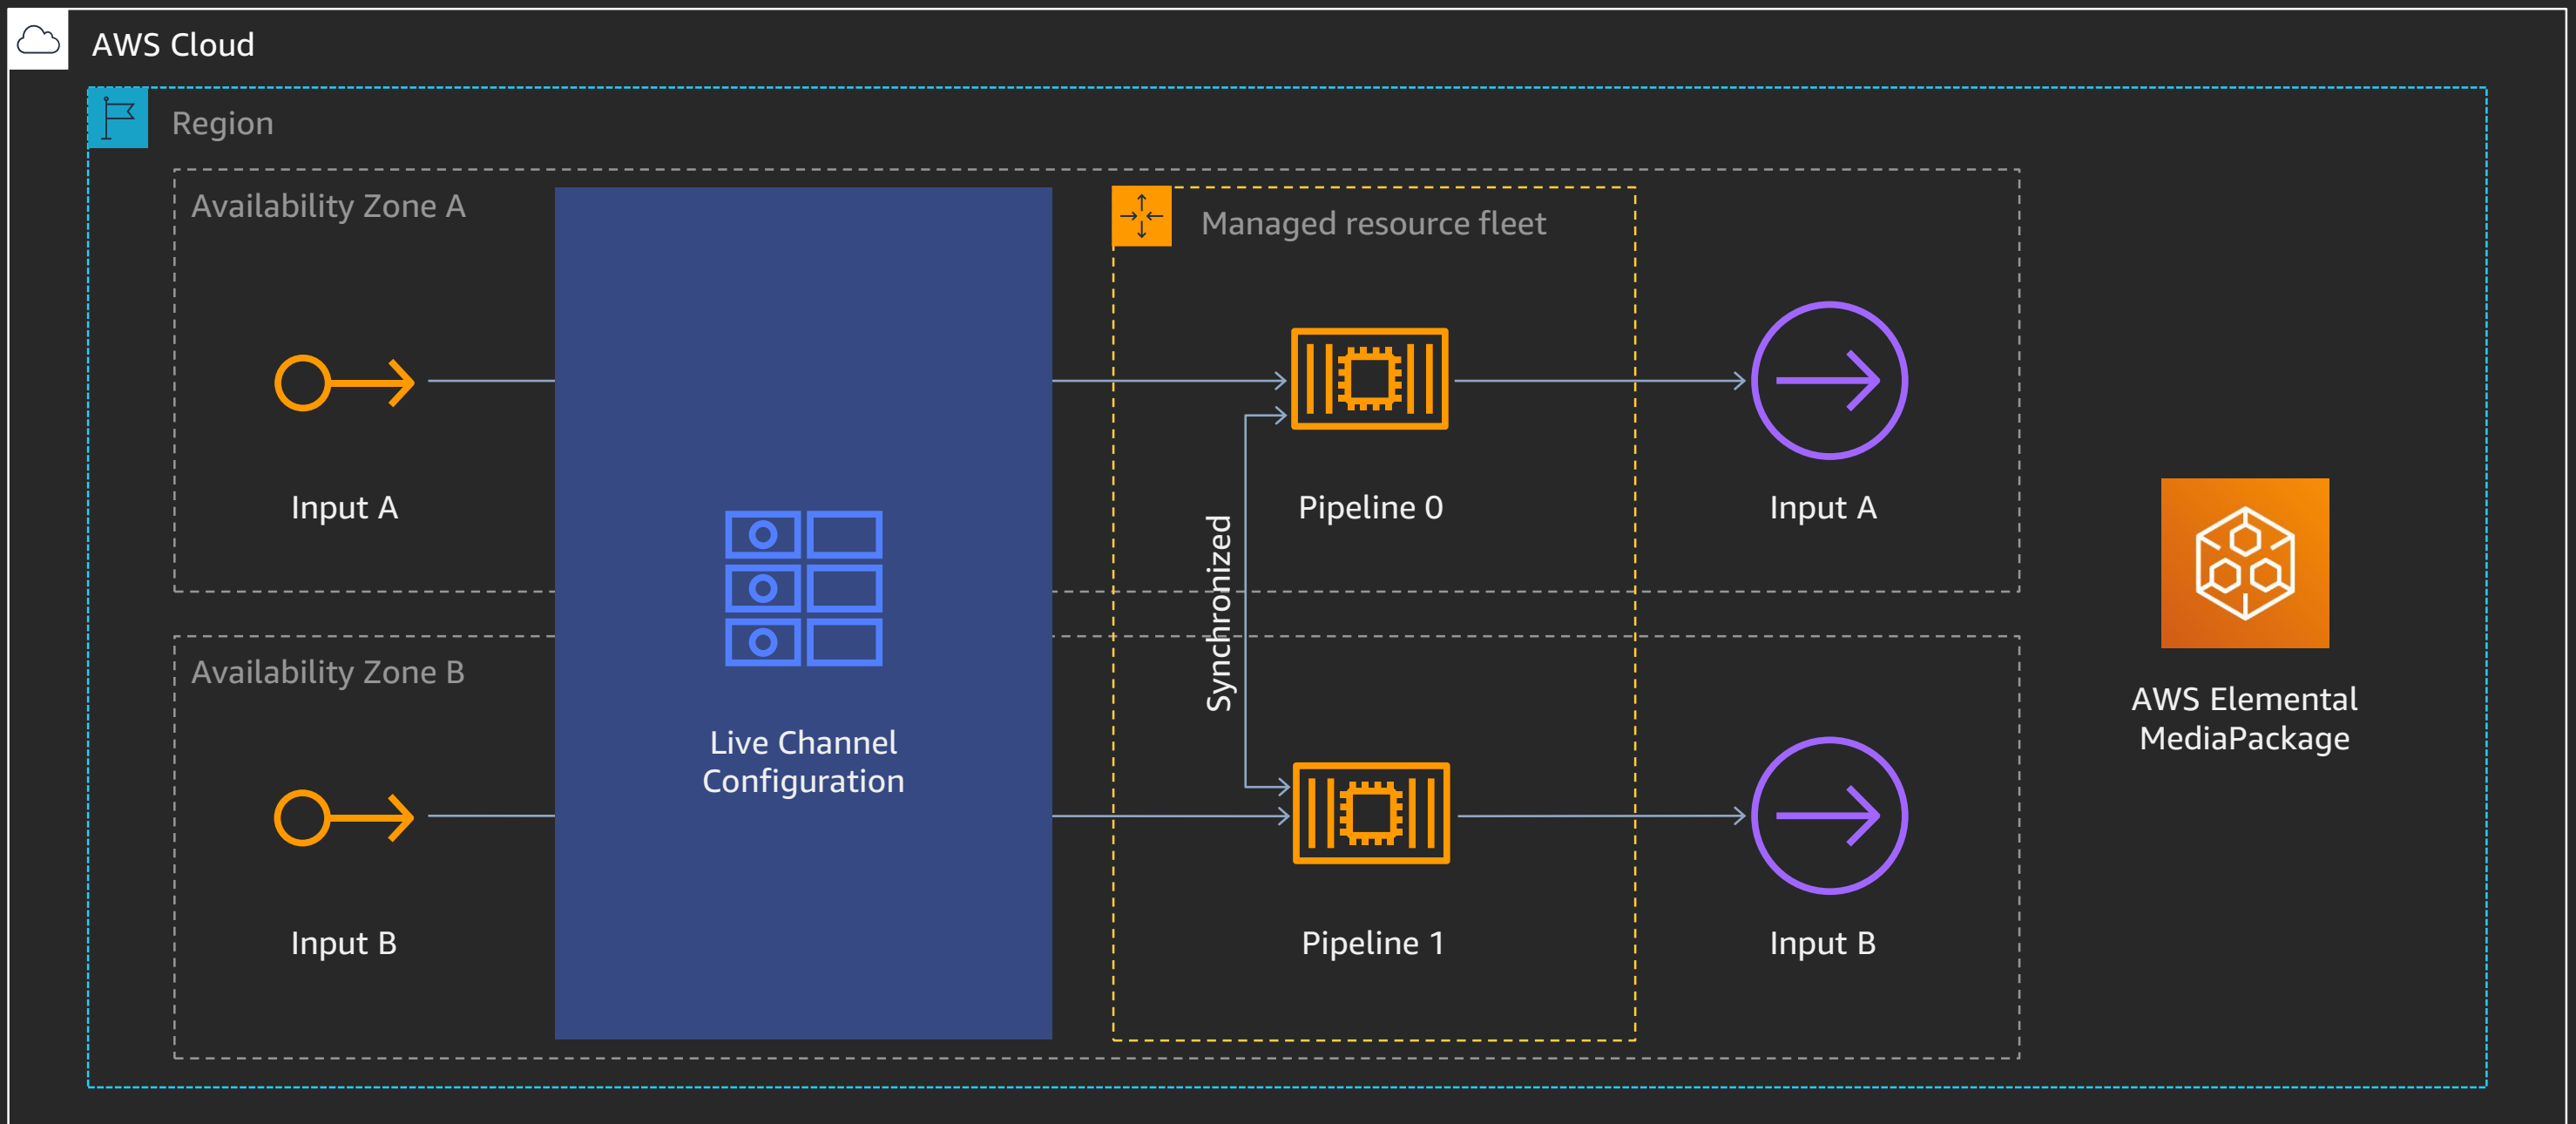 AWS Cloud
Region
Availability Zone A
Managed resource fleet
Input A
Pipeline 0
Input A
Synchronized
Availability Zone B
Live Channel
Configuration
AWS Elemental
MediaPackage
Input B
Pipeline 1
Input B